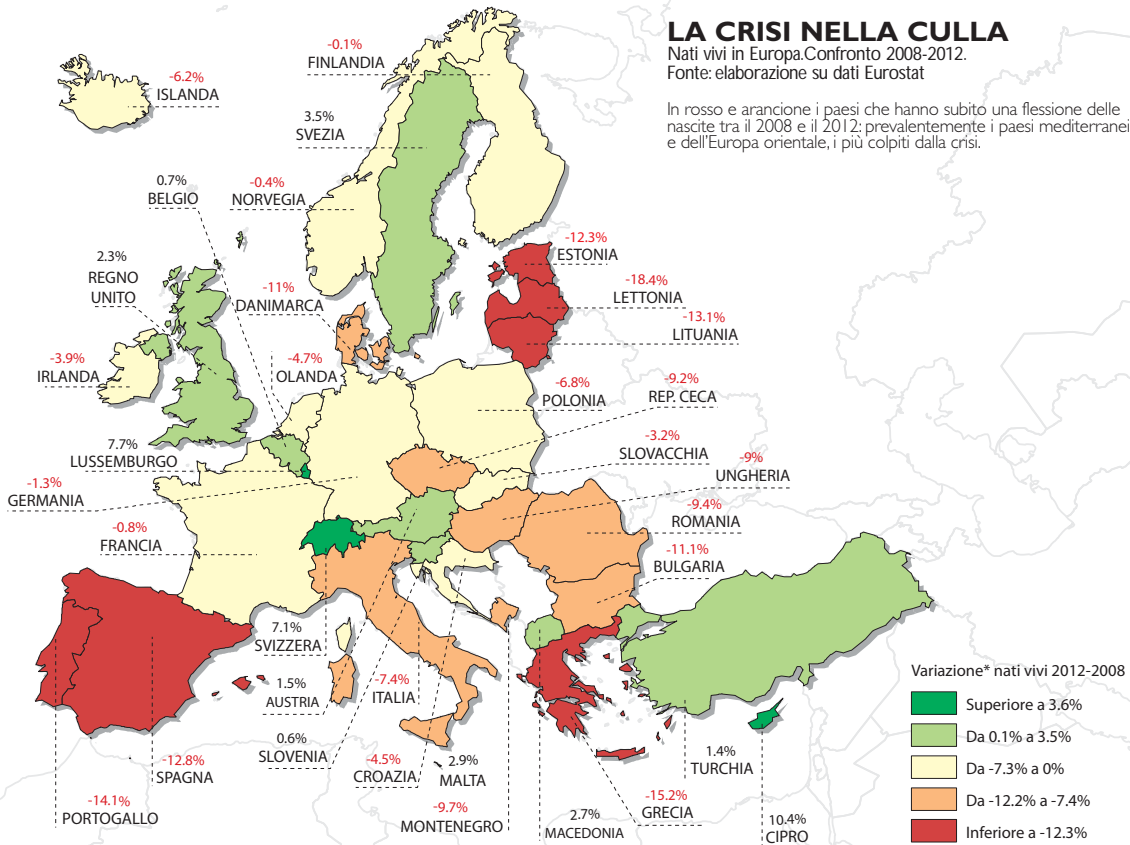 LA CRISI NELLA CULLA
Nati vivi in Europa.Confronto 2008-2012.
Fonte: elaborazione su dati Eurostat
In rosso e arancione i paesi che hanno subito una flessione delle
nascite tra il 2008 e il 2012: prevalentemente i paesi mediterranei
e dell'Europa orientale, i più colpiti dalla crisi.
-0.1%
FINLANDIA
-6.2%
ISLANDA
3.5%
SVEZIA
0.7%
BELGIO
-0.4%
NORVEGIA
2.3%
REGNO
UNITO
-12.3%
ESTONIA
-11%
DANIMARCA
-18.4%
LETTONIA
-13.1%
LITUANIA
-3.9%
IRLANDA
-4.7%
OLANDA
-6.8%
POLONIA
-9.2%
REP. CECA
7.7%
LUSSEMBURGO
-3.2%
SLOVACCHIA
-9%
UNGHERIA
-1.3%
GERMANIA
-9.4%
ROMANIA
-0.8%
FRANCIA
-11.1%
BULGARIA
7.1%
SVIZZERA
1.5%
AUSTRIA
-7.4%
ITALIA
0.6%
SLOVENIA
-4.5%
CROAZIA
2.9%
MALTA
-12.8%
SPAGNA
-14.1%
PORTOGALLO
-9.7%
MONTENEGRO
2.7%
MACEDONIA
-15.2%
GRECIA
1.4%
TURCHIA
10.4%
CIPRO
Variazione* nati vivi 2012-2008
Superiore a 3.6%
Da 0.1% a 3.5%
Da -7.3% a 0%
Da -12.2% a -7.4%
Inferiore a -12.3%